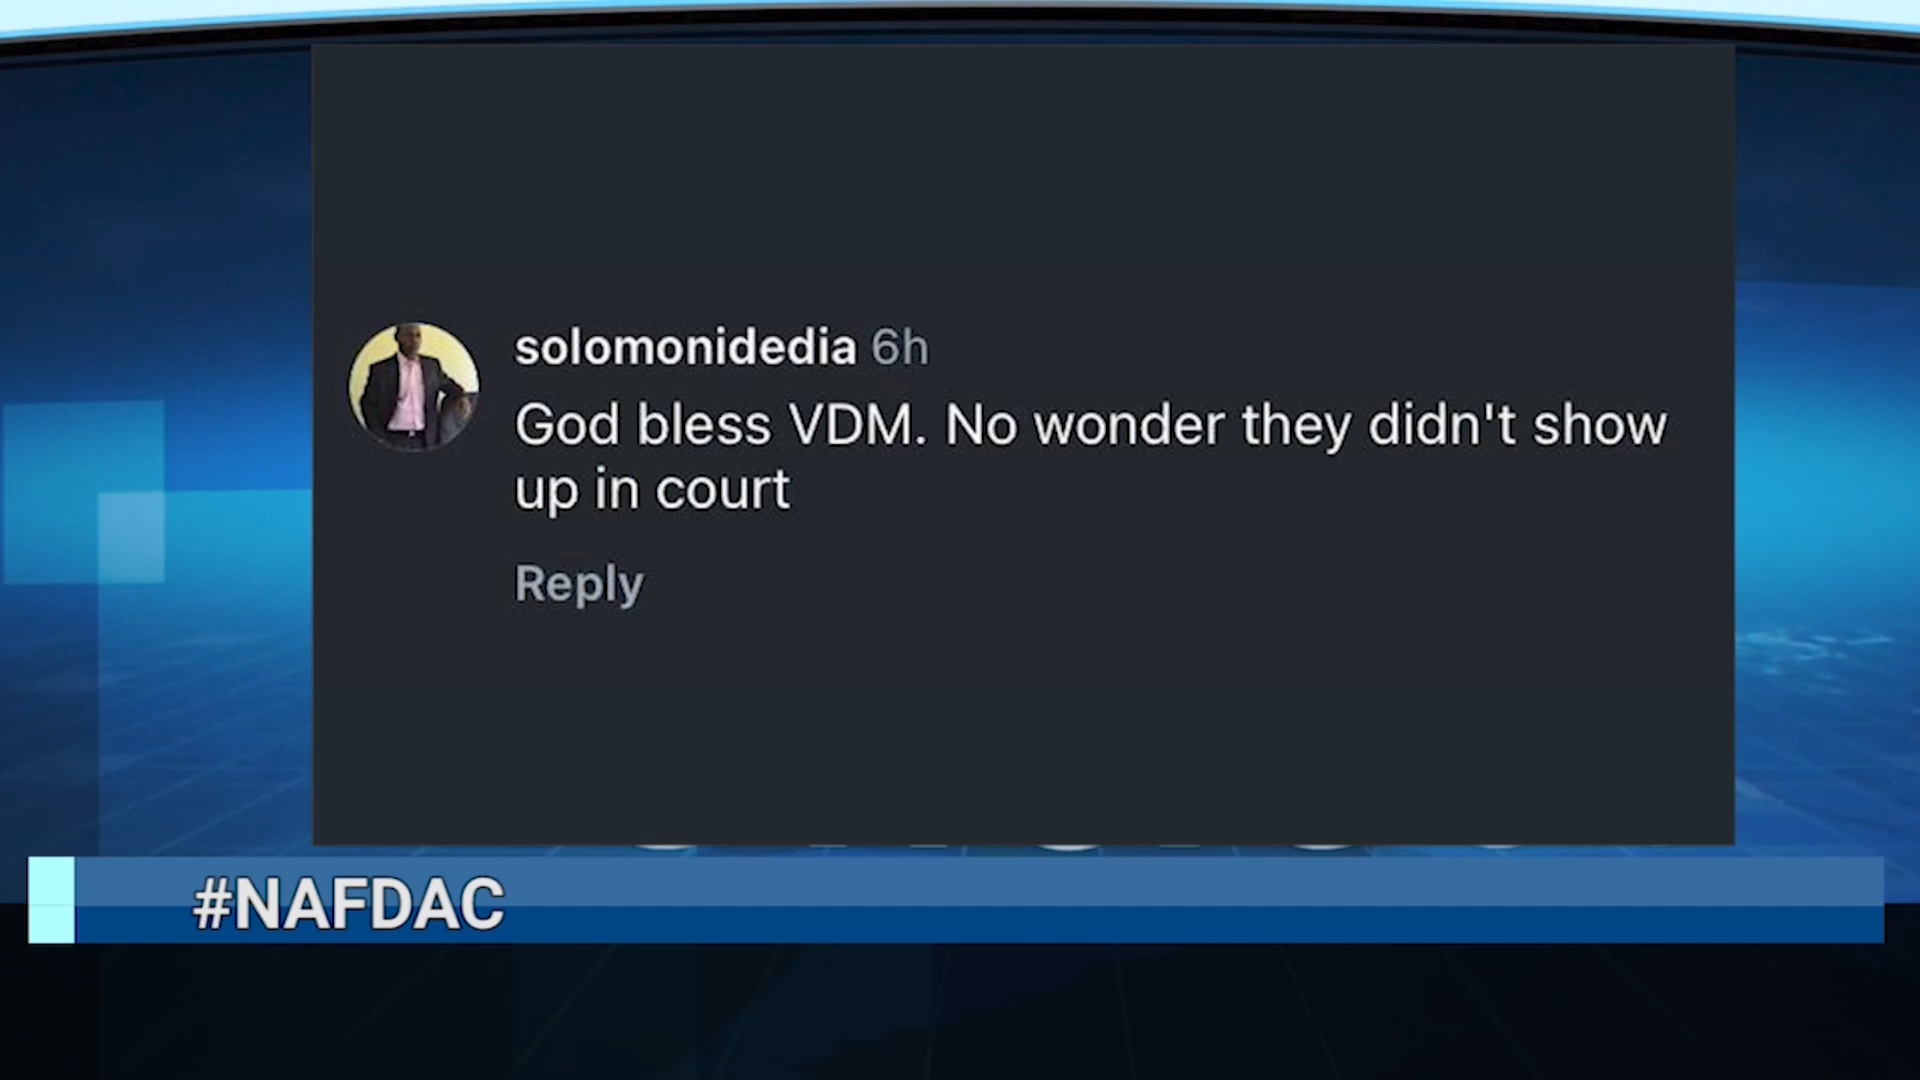 solomonidedia 6h
God bless VDM. No wonder they didn't show
up in court
Reply
#NAFDAC